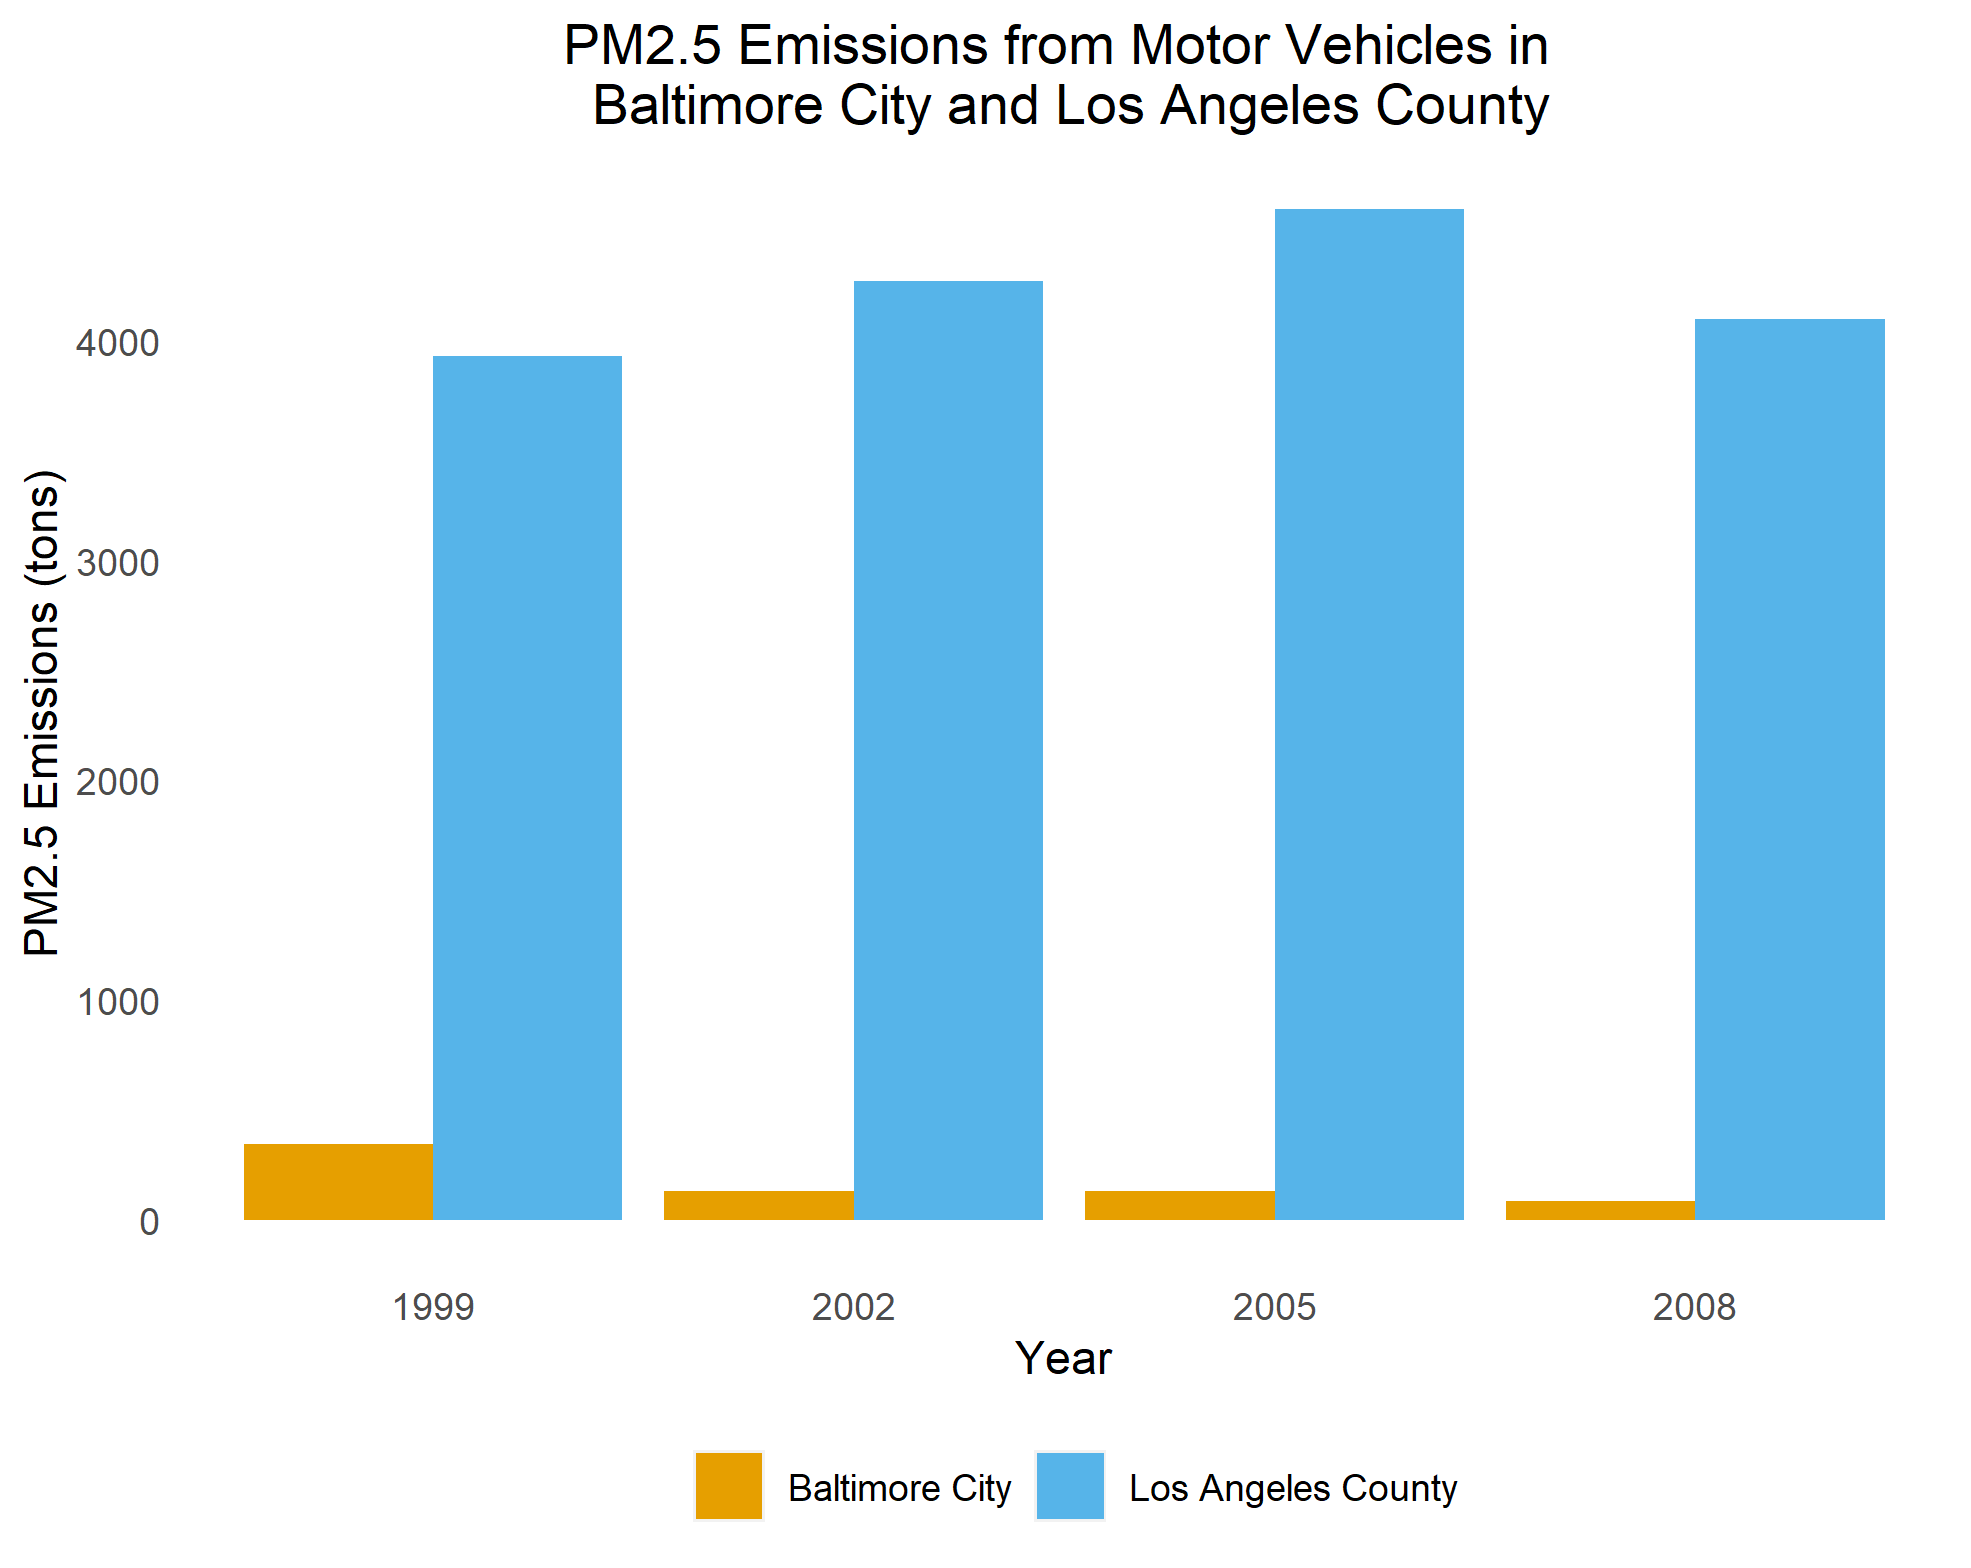 PM2.5 Emissions from Motor Vehicles in
Baltimore City and Los Angeles County
PM2.5 Emissions (tons)
4000
3000
2000
1000
0
1999 2002 2005 2008
Year
Baltimore City Los Angeles County